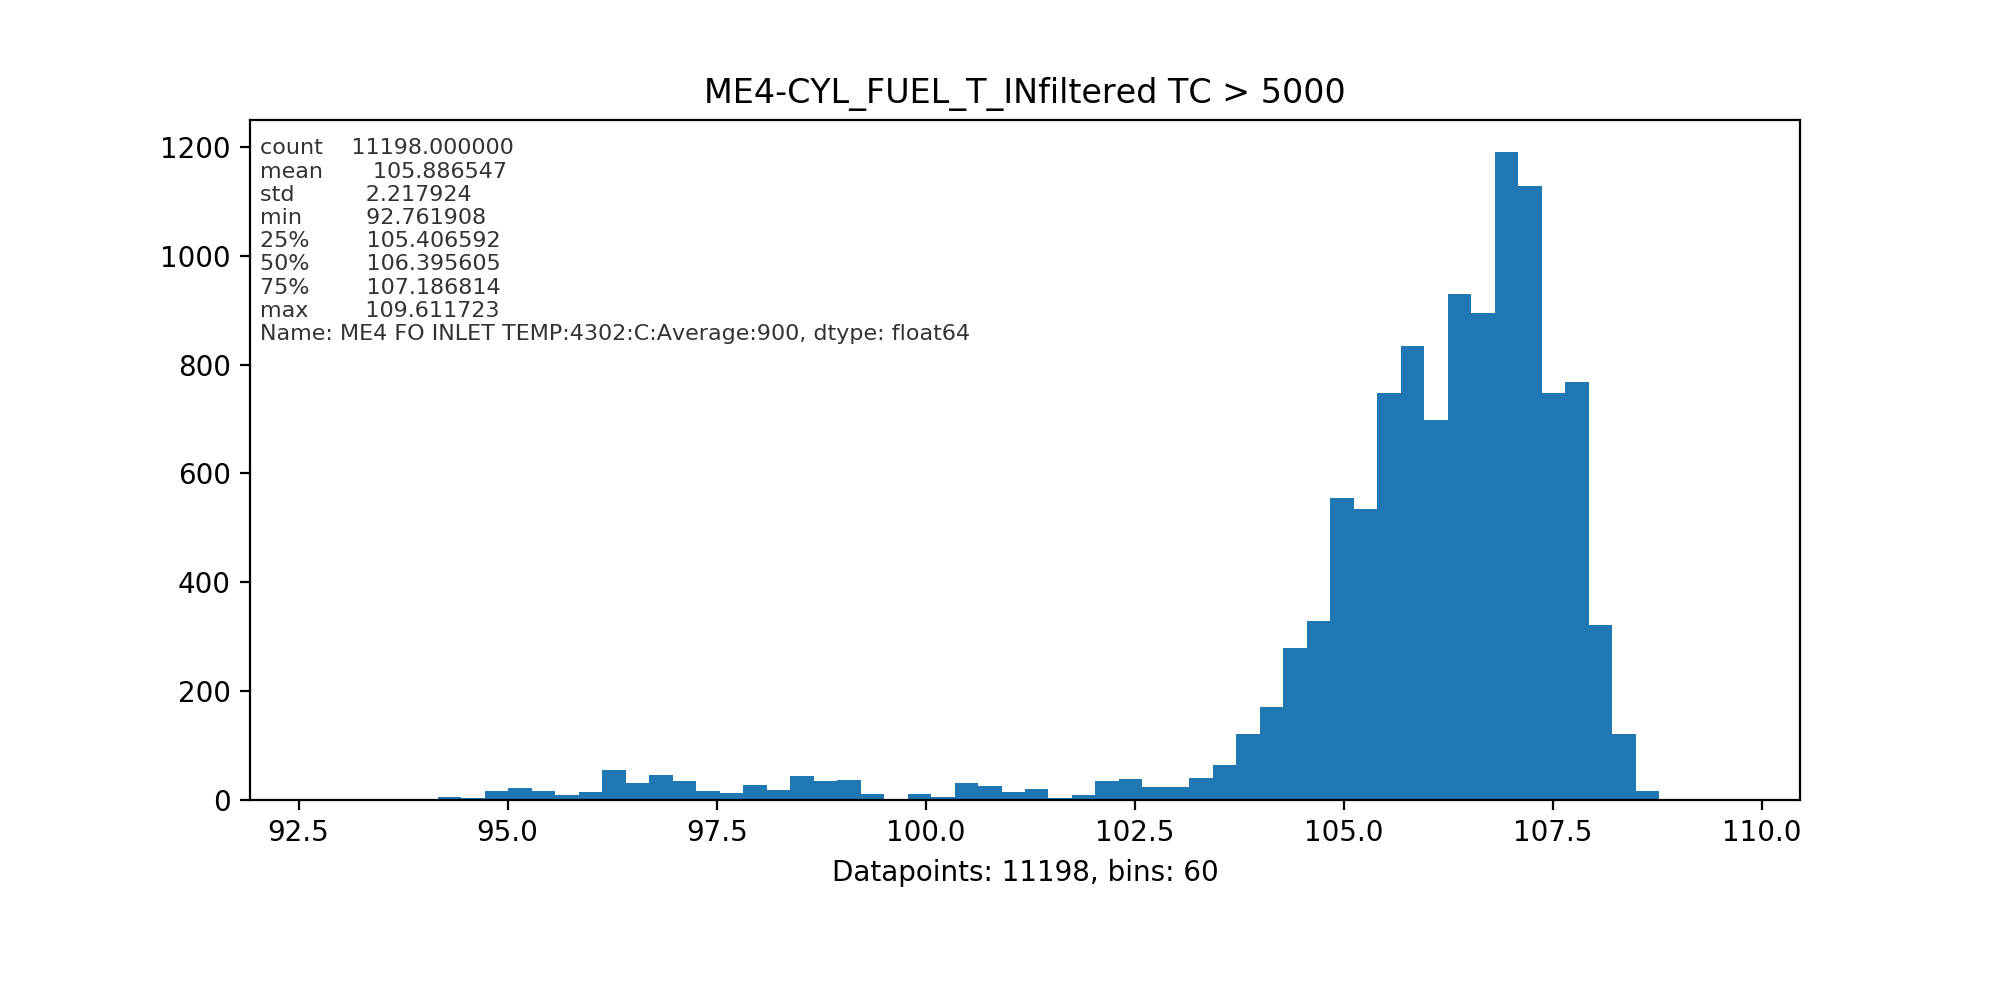 ME4-CYL_FUEL_T_INfiltered TC > 5000
1200
1000
800
600
400
200
0
count 11198.000000
mean 105.886547
std 2.217924
min 92.761908
25% 105.406592
50% 106.395605
75% 107.186814
max 109.611723
Name: ME4 FO INLET TEMP:4302:C:Average:900, dtype: float64
92.5 95.0 97.5 100.0 102.5 105.0 107.5 110.0
Datapoints: 11198, bins: 60